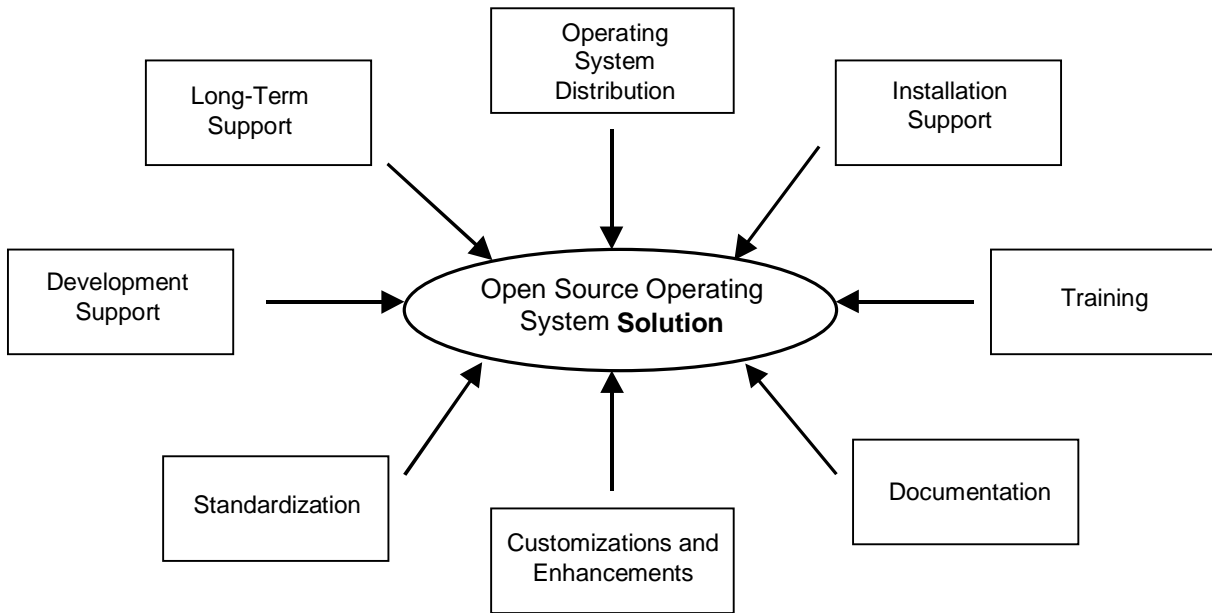 Operating
System
Distribution
Long-Term
Support
Installation
Support
Development
Support
Open Source Operating
System Solution
Training
Standardization
Customizations and
Enhancements
Documentation